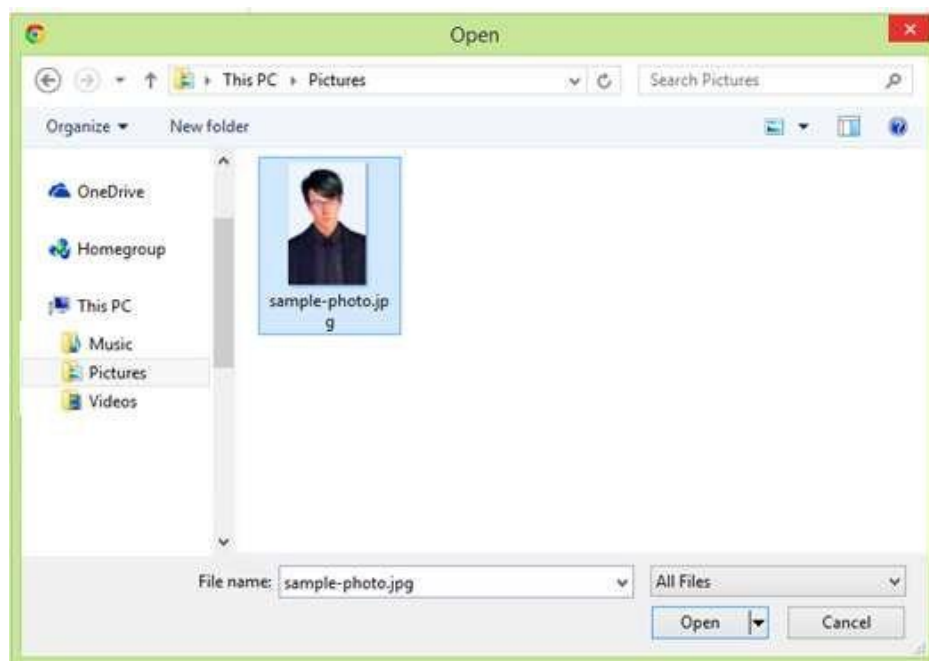 Open
This PC
Pictures
Search Pictures
Organize
New folder
OneDrive
Homegroup
This PC
Music
Pictures
Videos
sample-photo.jp
g
File name:
sample-photo.jpg
All Files
Open
Cancel